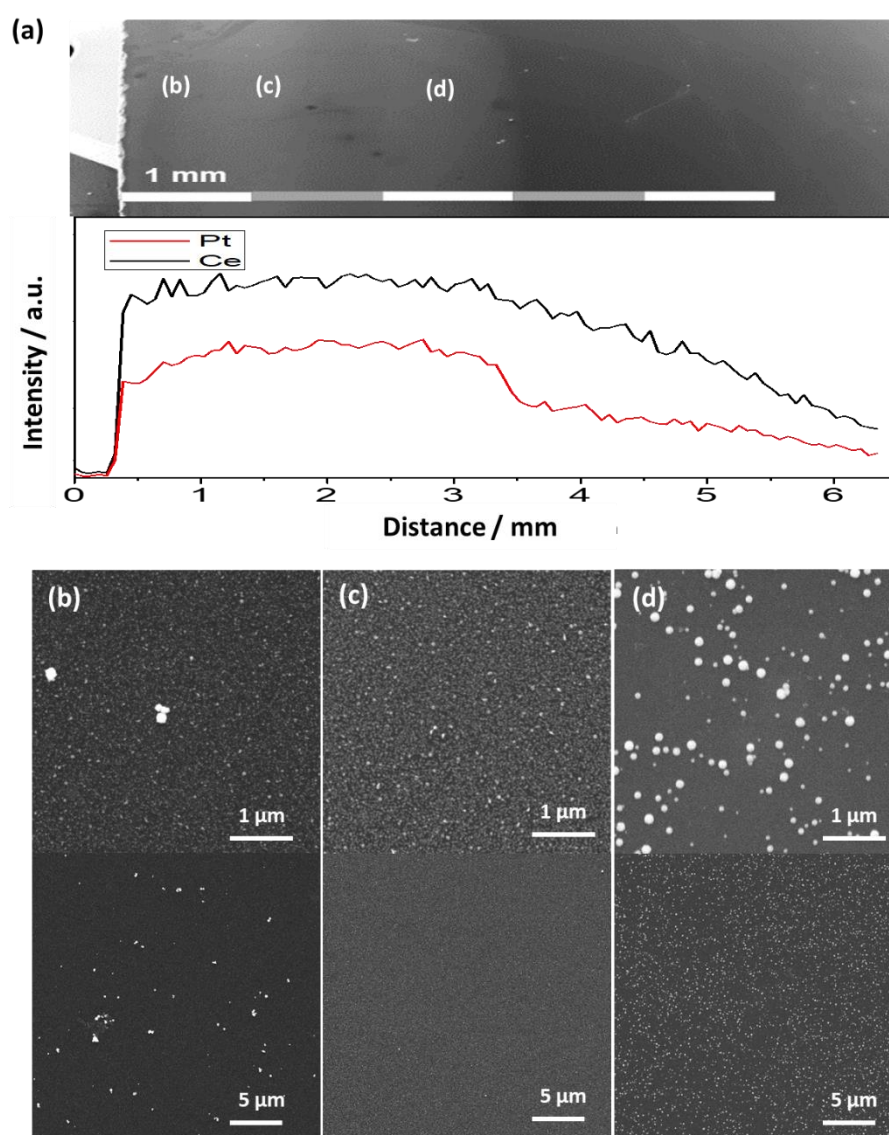 (a)
(b) (c) (d)
1 mm
Pt
Ce
Intensity / a.u.
0 1 2 3 4 5 6
Distance / mm
(b) (c) (d)
1 μm 1 μm 1 μm
5 μm 5 μm 5 μm